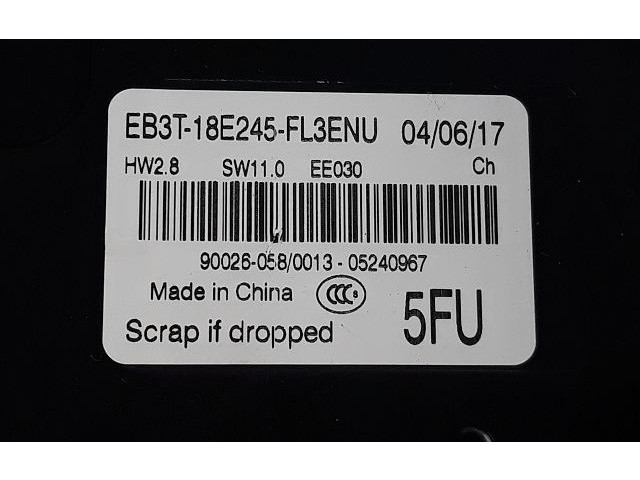 EB3T-18E245-FL3ENU 04/06/17
HW2.8 SW11.0 EE030 Ch
90026-058/0013 - 05240967
Made in China CCC S
Scrap if dropped 5FU